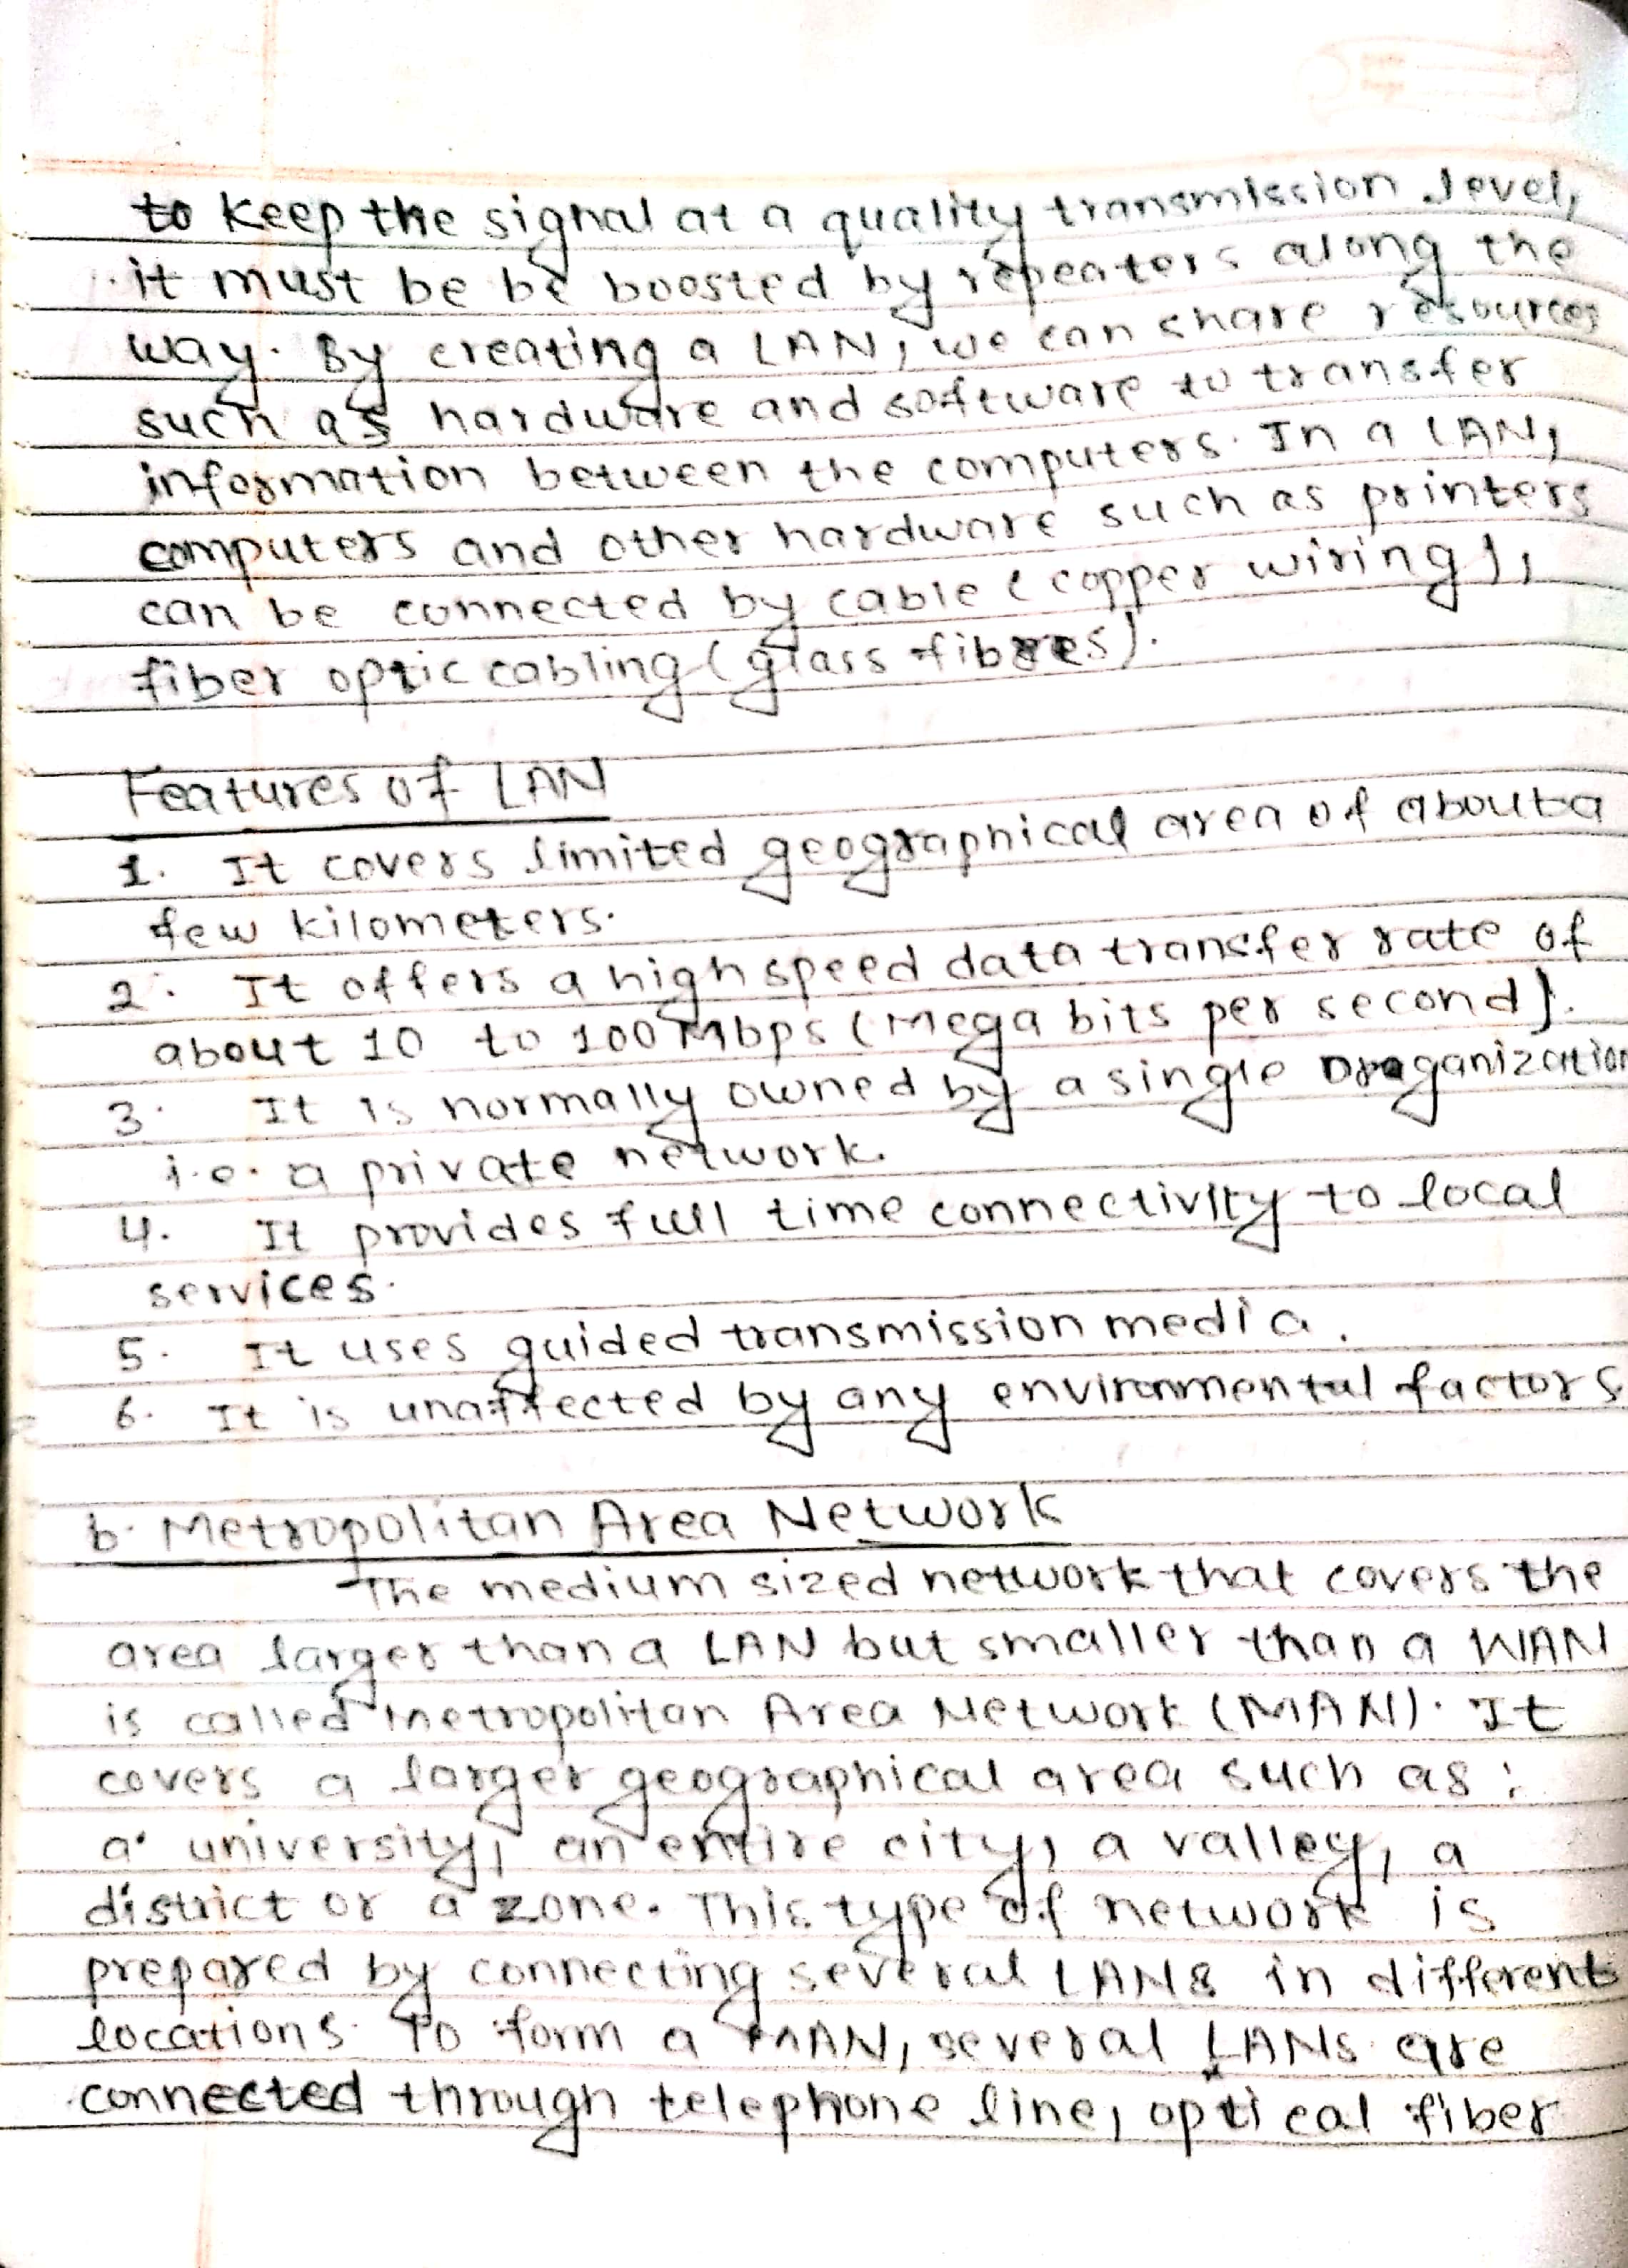 to keep the signal at a quality transmission level,
it must be be boosted by repeaters along the
way. By creating a LAN, we can share resources
such as hardware and software to transfer
information between the computers. In a LAN,
computers and other hardware such as printers
can be connected by cable (copper wiring),
fiber optic cabling (glass fibres).
Features of LAN
1. It covers limited geographical area of about a
few kilometers.
2. It offers a high speed data transfer rate of
about 10 to 100 Mbps (Mega bits per second).
3. It is normally owned by a single Oraganization
i.e. a private network.
4. It provides full time connectivity to local
services.
5. It uses guided transmission media.
6. It is unaffected by any environmental factors
b. Metropolitan Area Network
The medium sized network that covers the
area larger than a LAN but smaller than a WAN
is called metropolitan Area Network (MAN). It
covers a larger geographical area such as:
a university, an entire city, a valley, a
district or a zone. This type of network is
prepared by connecting several LANs in different
locations. To form a MAN, several LANs are
connected through telephone line, optical fiber